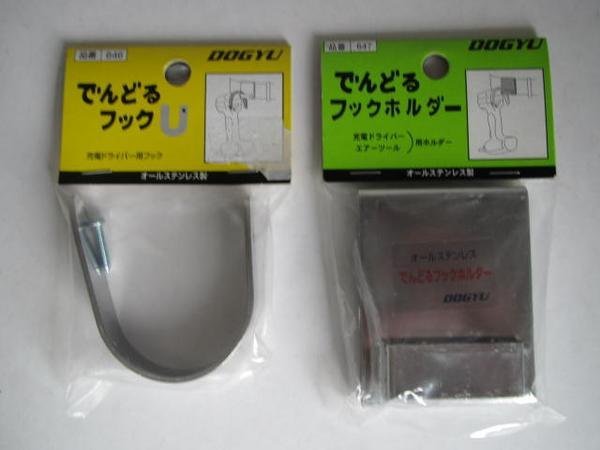 品番 646
DOGYU
でんどる
フックU
充電ドライバー用フック
オールステンレス製
品番 647
DOGYU
でんどる
フックホルダー
充電ドライバー
エアーツール
用ホルダー
オールステンレス製
オールステンレス
でんどるフックホルダー
DOGYU